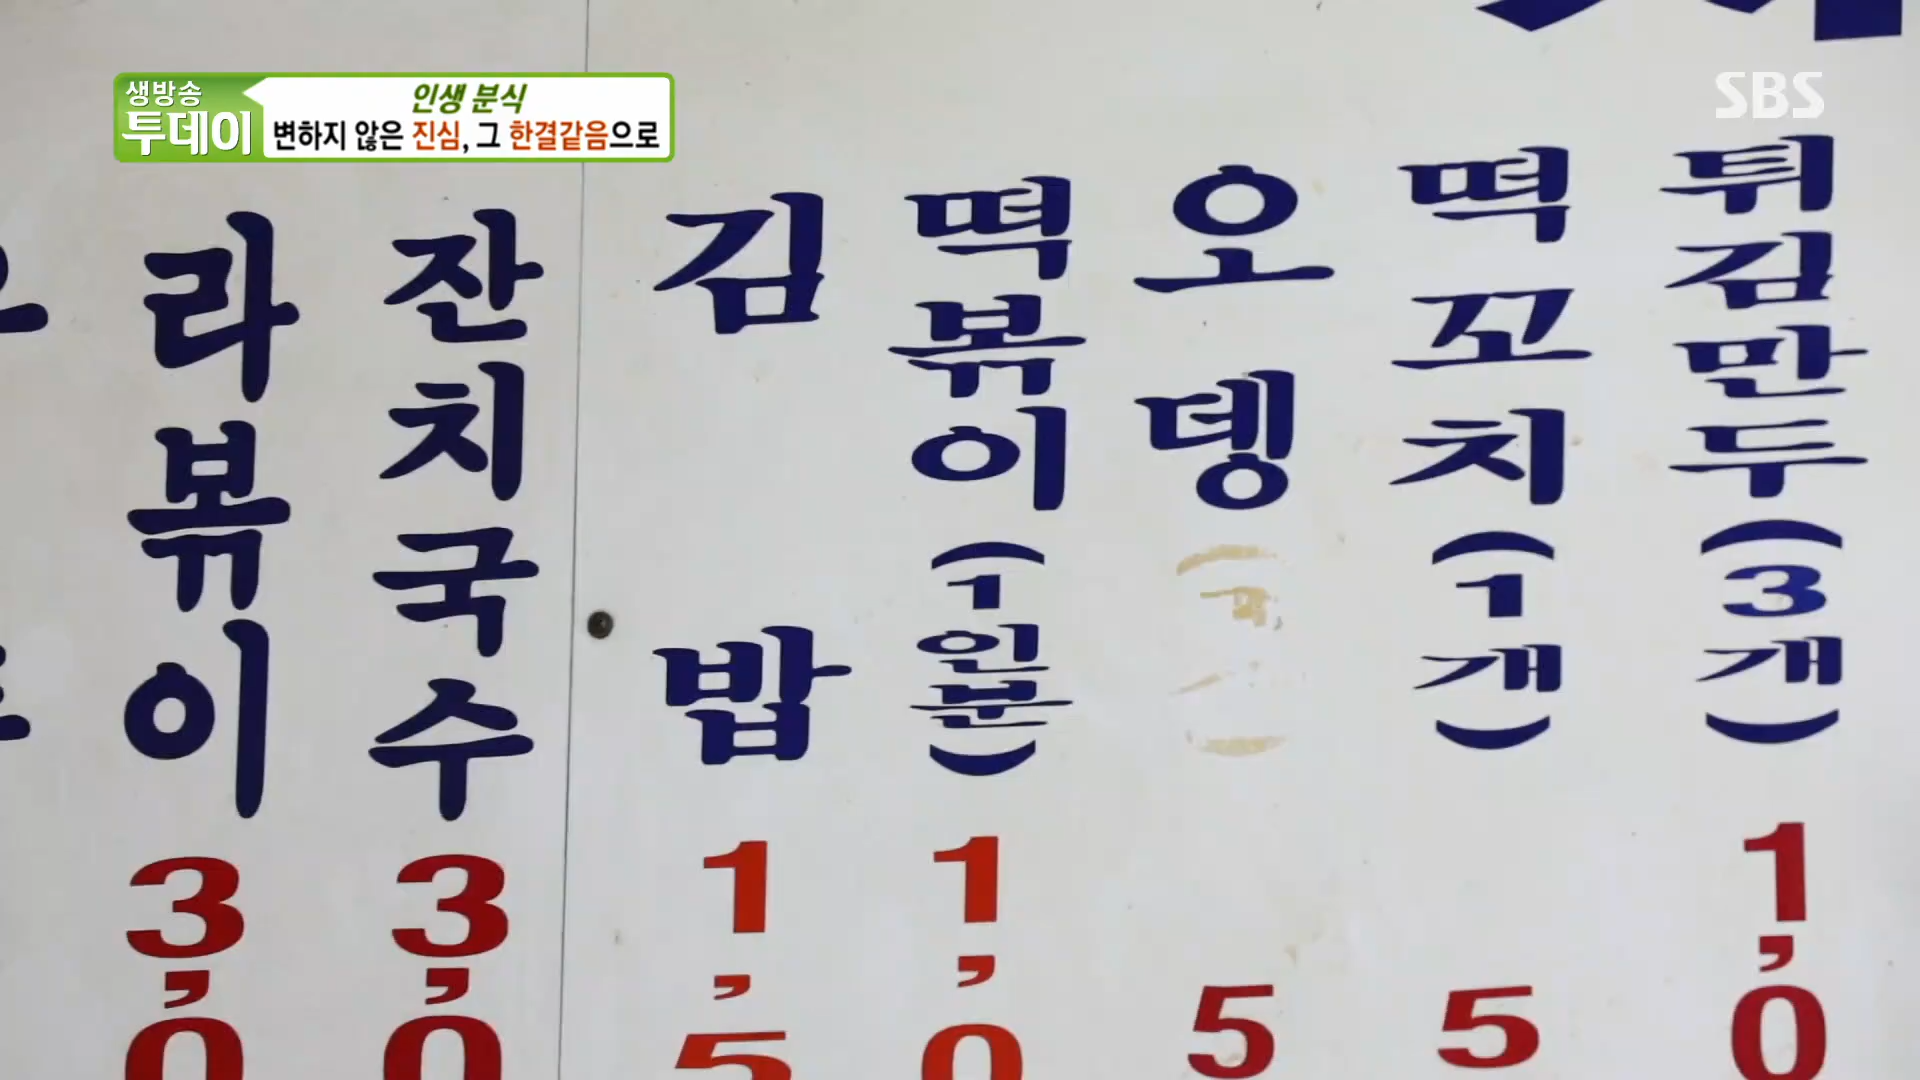 생방송
투데이
인생 분식
변하지 않은 진심, 그 한결같음으로
SBS
라볶이
3,0
잔치국수
3,0
김밥
1,5
떡볶이(1인분)
1,0
오뎅
5
떡꼬치(1개)
5
튀김만두(3개)
1,0